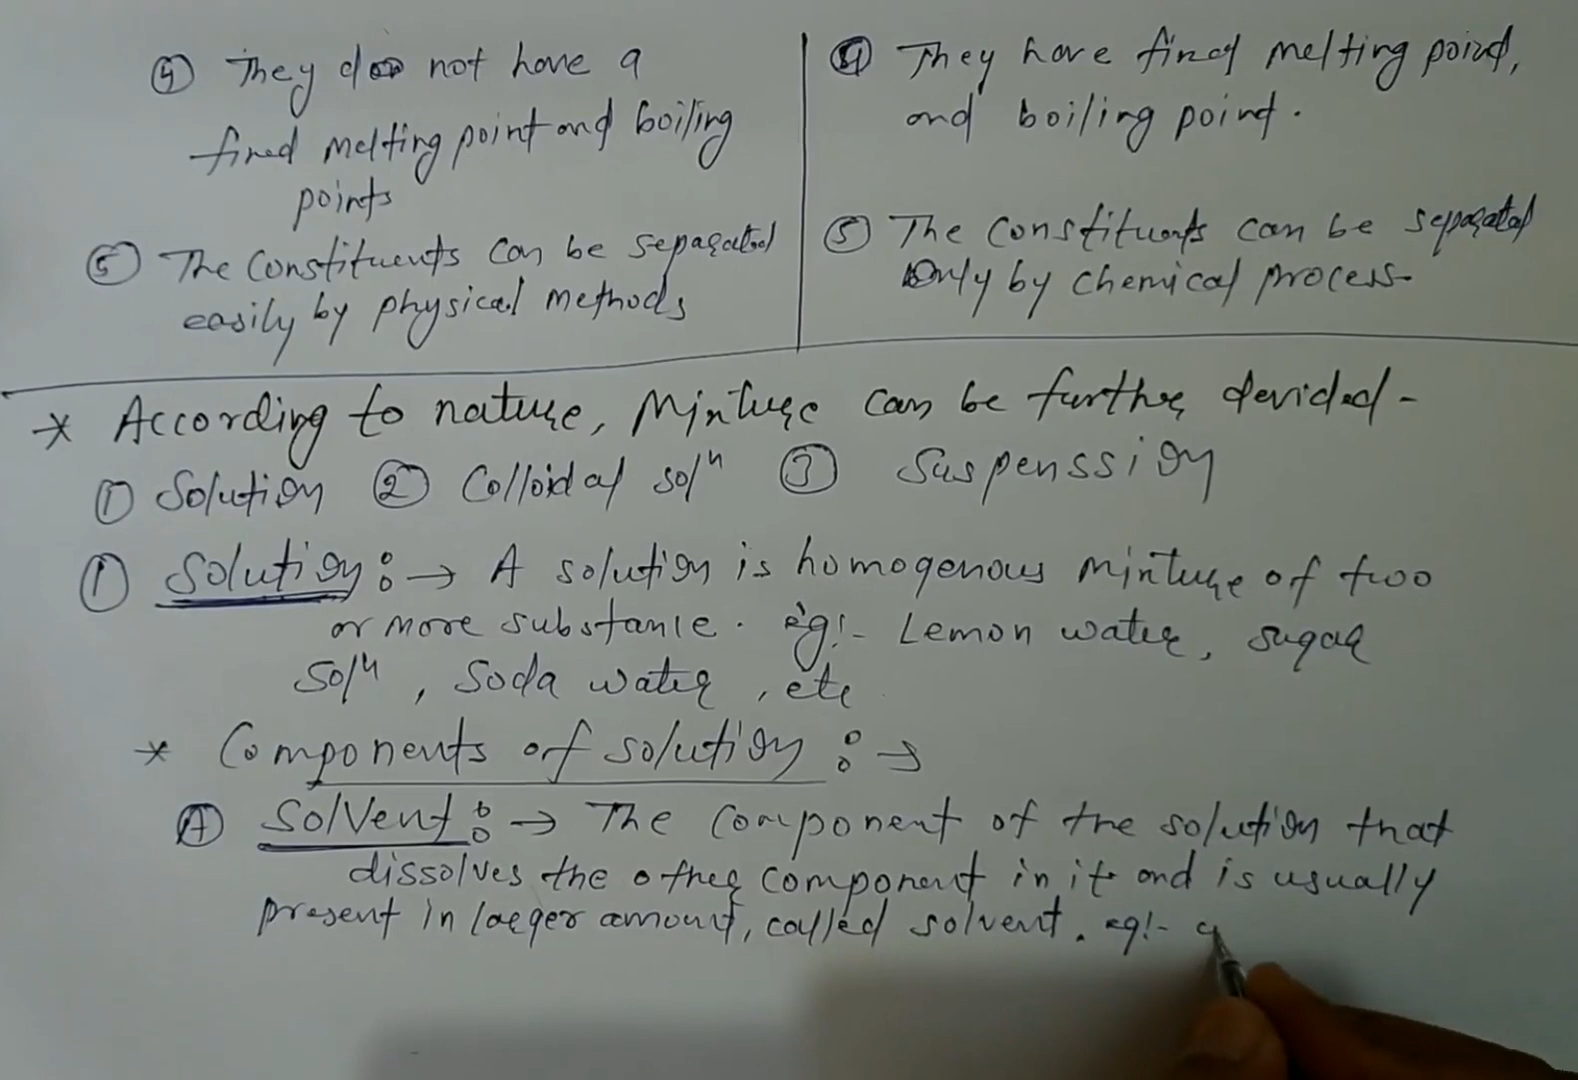 ④ They do not have a
fixed melting point and boiling
points
⑤ The constituents can be separated
easily by physical methods
④ They have fixed melting point,
and boiling point.
⑤ The constituents can be separated
only by chemical process
* According to nature, Mixture can be further devided -
① Solution ② Colloidal solⁿ ③ Suspenssion
① Solution :→ A solution is homogenous mixture of two
or more substance. eg:- Lemon water, sugar
solⁿ, Soda water, etc
* Components of solution :→
Ⓐ Solvent :→ The component of the solution that
dissolves the other component in it and is usually
present in larger amount, called solvent. eg:-